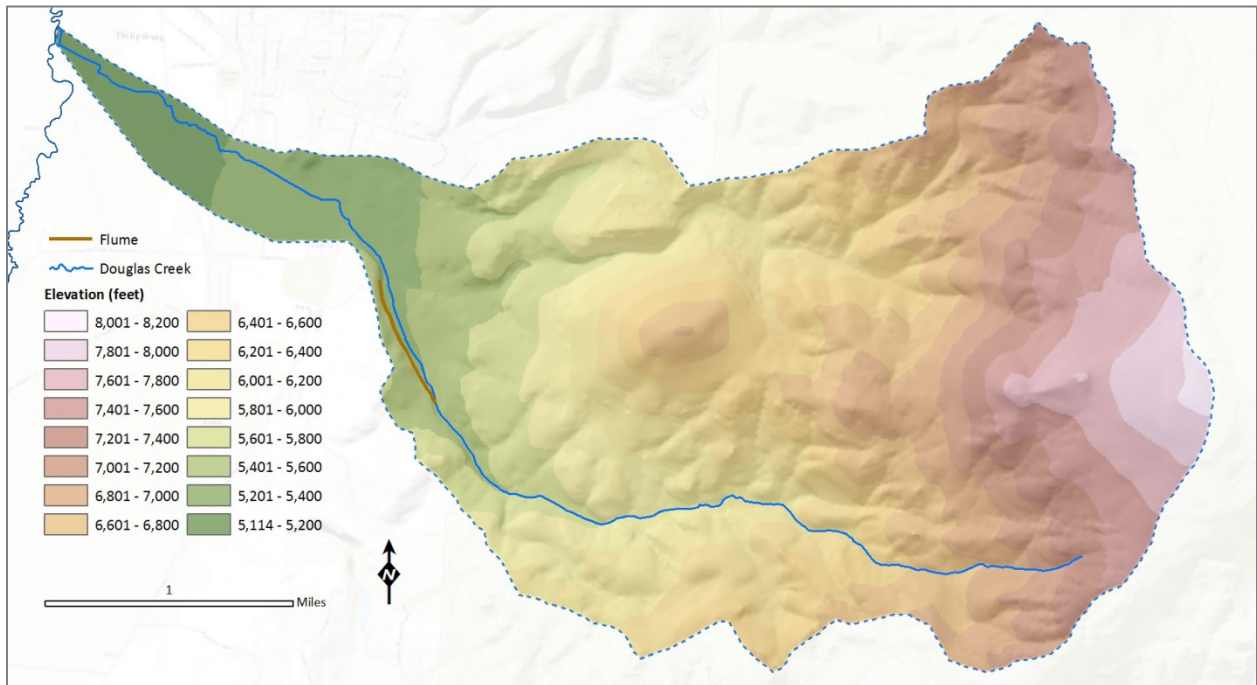 Philipsburg
Flume
Douglas Creek
Elevation (feet)
8,001 - 8,200
7,801 - 8,000
7,601 - 7,800
7,401 - 7,600
7,201 - 7,400
7,001 - 7,200
6,801 - 7,000
6,601 - 6,800
6,401 - 6,600
6,201 - 6,400
6,001 - 6,200
5,801 - 6,000
5,601 - 5,800
5,401 - 5,600
5,201 - 5,400
5,114 - 5,200
N
1
Miles